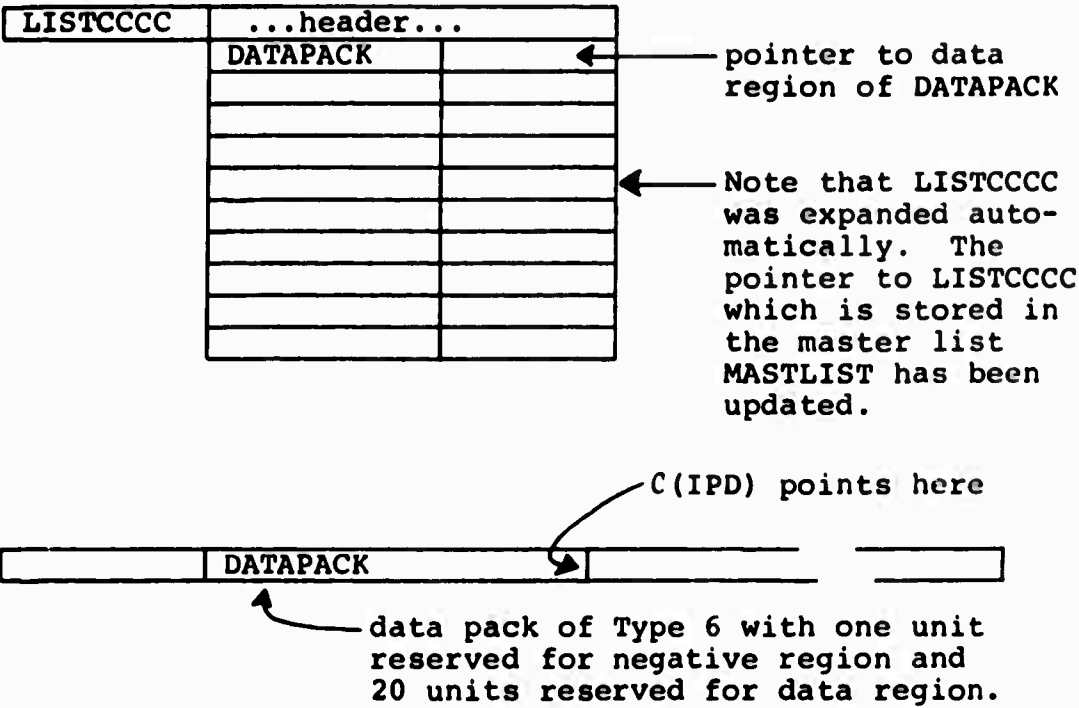 LISTCCCC ...header...
DATAPACK
pointer to data
region of DATAPACK
Note that LISTCCCC
was expanded auto-
matically. The
pointer to LISTCCCC
which is stored in
the master list
MASTLIST has been
updated.
C(IPD) points here
DATAPACK
data pack of Type 6 with one unit
reserved for negative region and
20 units reserved for data region.